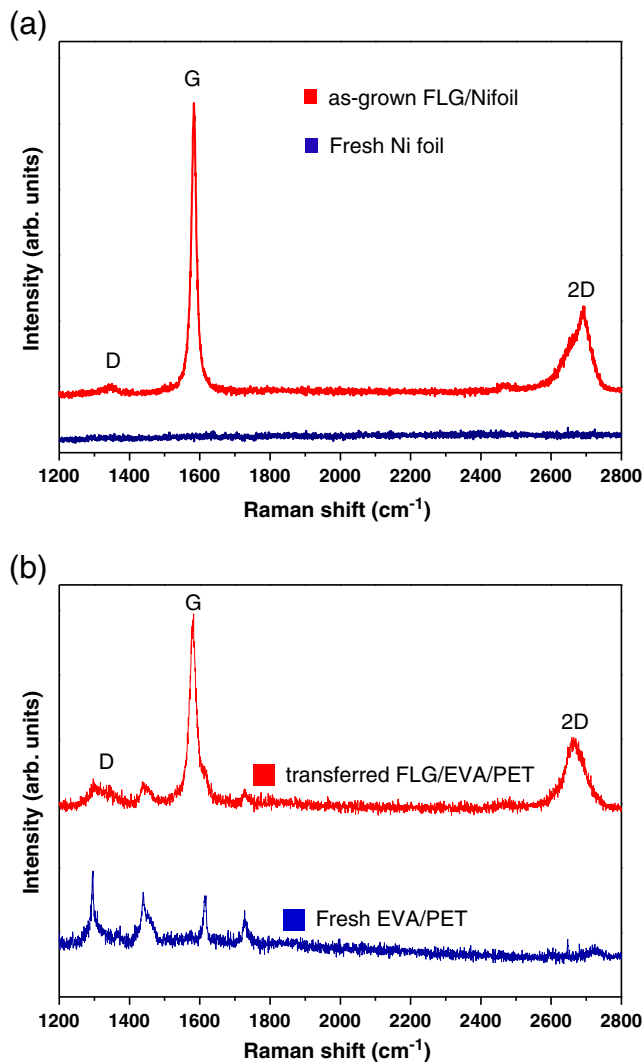 (a)
G
as-grown FLG/Nifoil
Fresh Ni foil
2D
D
Intensity (arb. units)
1200 1400 1600 1800 2000 2200 2400 2600 2800
Raman shift (cm⁻¹)
(b)
G
2D
D
transferred FLG/EVA/PET
Fresh EVA/PET
Intensity (arb. units)
1200 1400 1600 1800 2000 2200 2400 2600 2800
Raman shift (cm⁻¹)